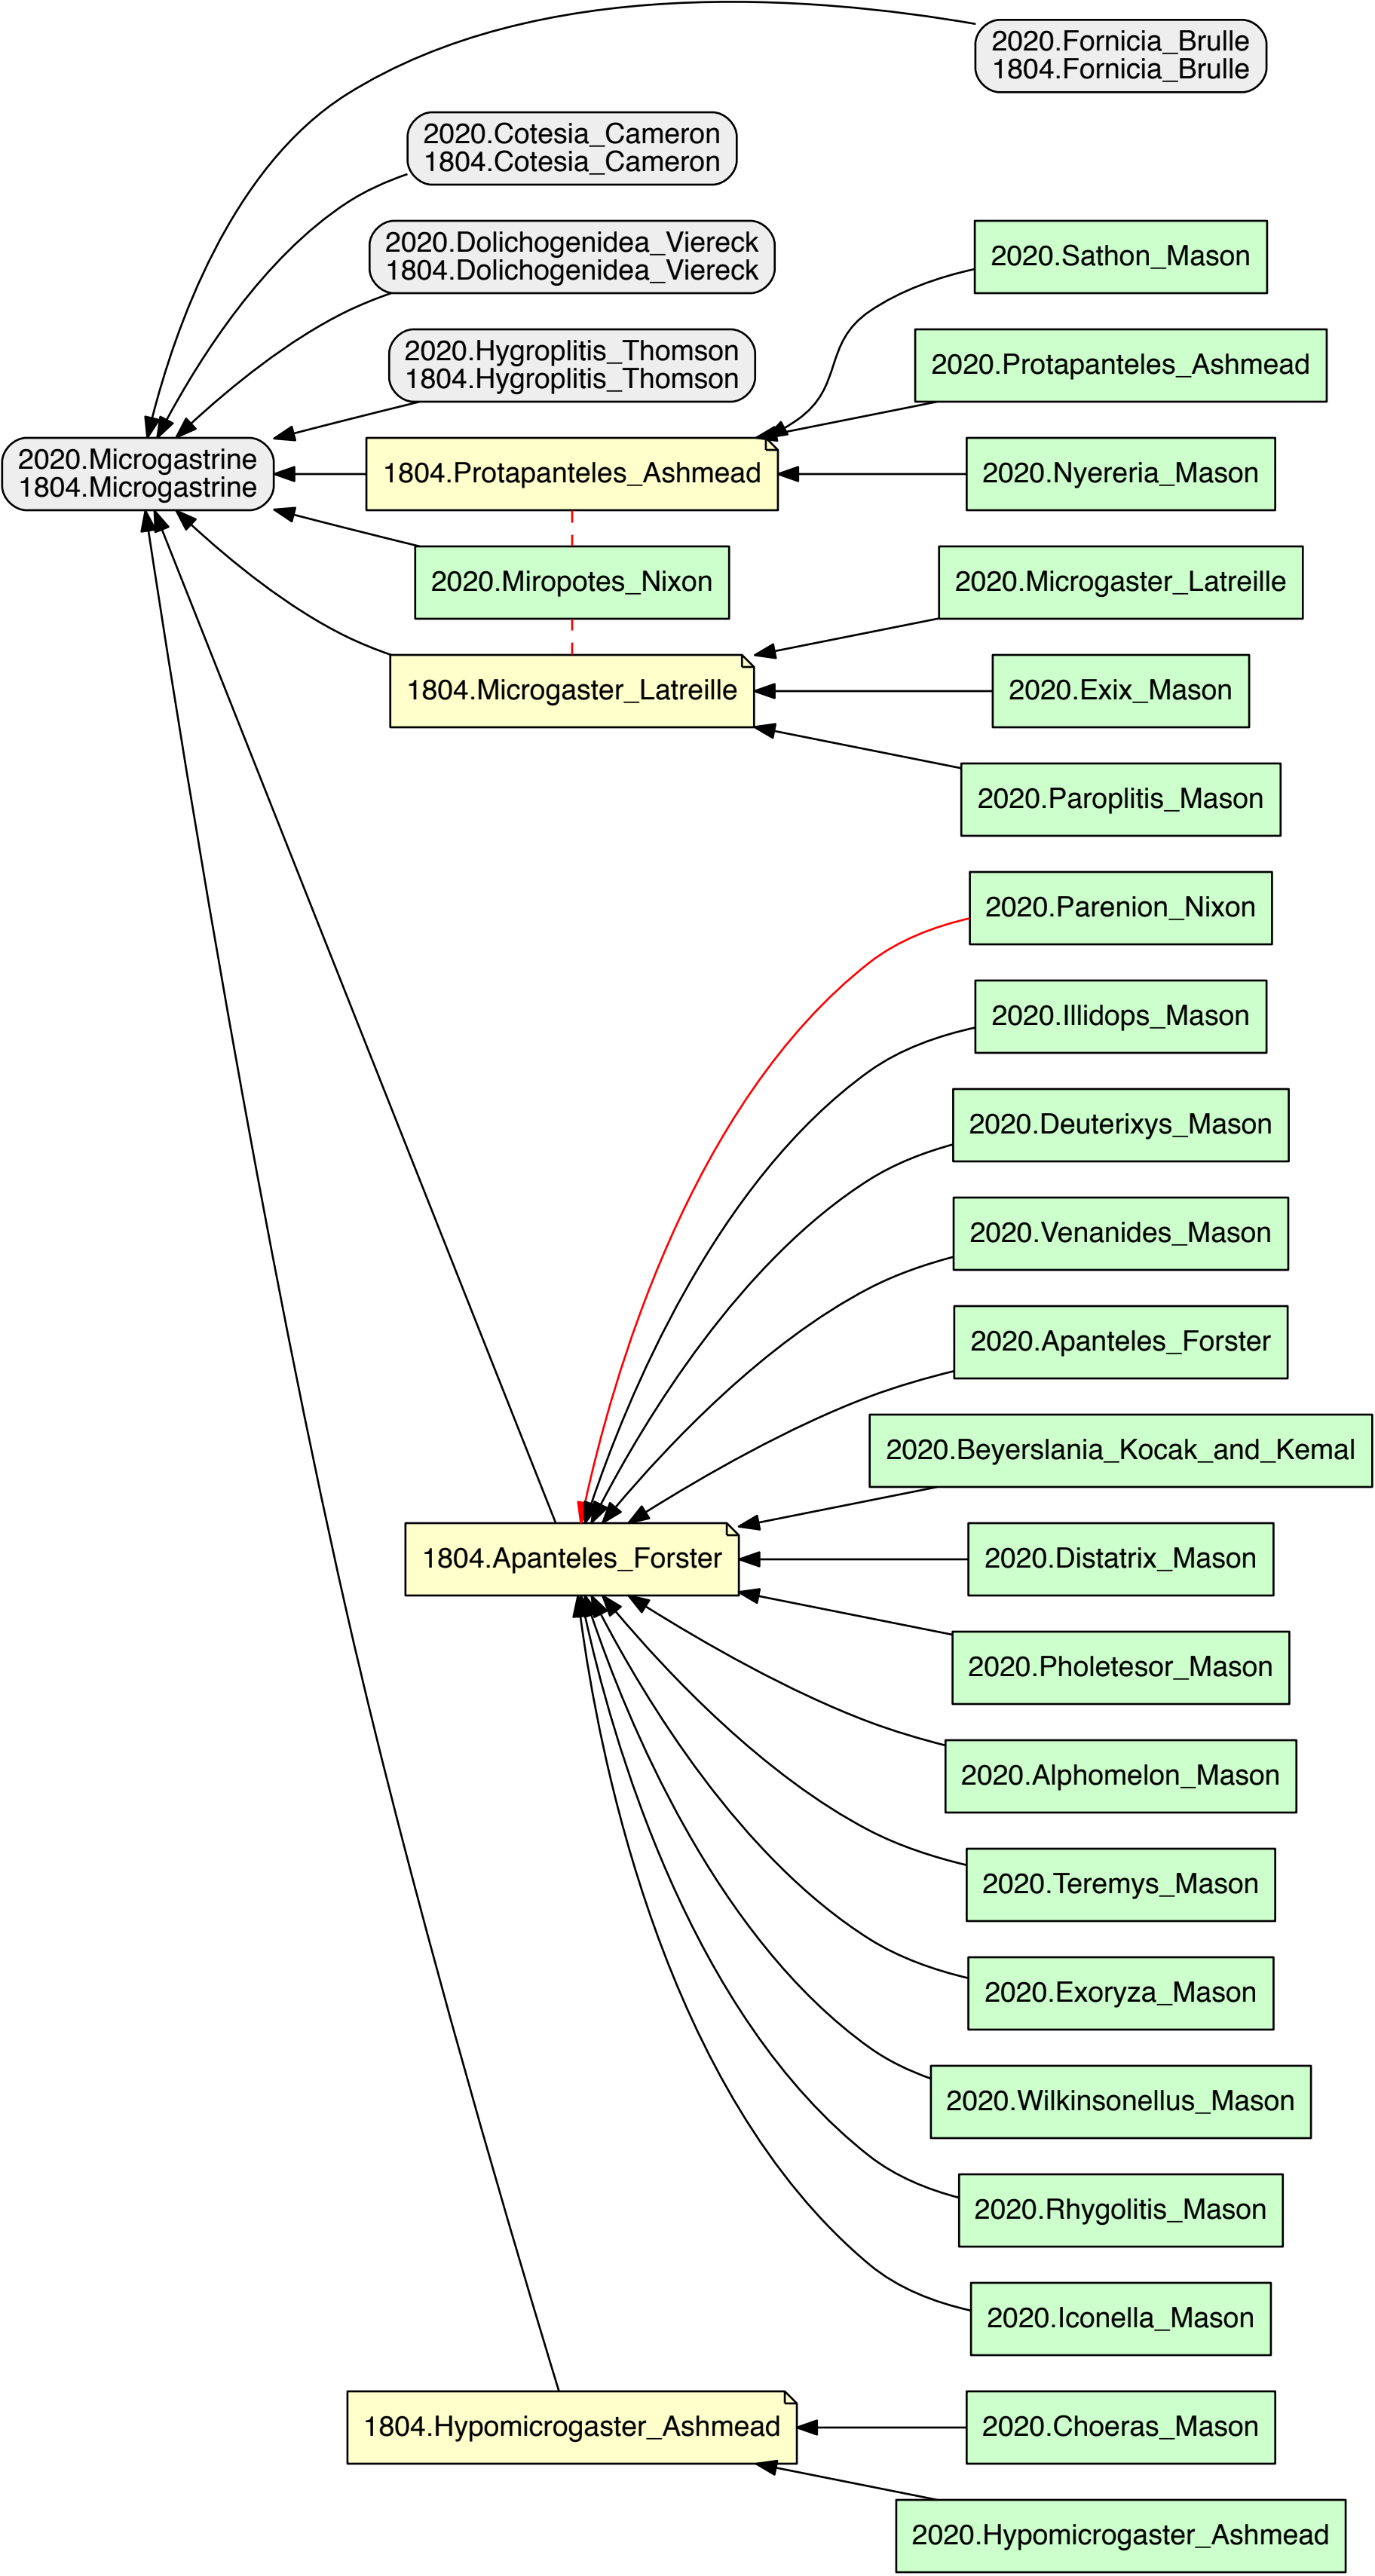 2020.Fornicia_Brulle
1804.Fornicia_Brulle
2020.Cotesia_Cameron
1804.Cotesia_Cameron
2020.Dolichogenidea_Viereck
1804.Dolichogenidea_Viereck
2020.Sathon_Mason
2020.Hygroplitis_Thomson
1804.Hygroplitis_Thomson
2020.Protapanteles_Ashmead
2020.Microgastrine
1804.Microgastrine
1804.Protapanteles_Ashmead
2020.Nyereria_Mason
2020.Miropotes_Nixon
2020.Microgaster_Latreille
1804.Microgaster_Latreille
2020.Exix_Mason
2020.Paroplitis_Mason
2020.Parenion_Nixon
2020.Illidops_Mason
2020.Deuterixys_Mason
2020.Venanides_Mason
2020.Apanteles_Forster
2020.Beyerslania_Kocak_and_Kemal
1804.Apanteles_Forster
2020.Distatrix_Mason
2020.Pholetesor_Mason
2020.Alphomelon_Mason
2020.Teremys_Mason
2020.Exoryza_Mason
2020.Wilkinsonellus_Mason
2020.Rhygolitis_Mason
2020.Iconella_Mason
1804.Hypomicrogaster_Ashmead
2020.Choeras_Mason
2020.Hypomicrogaster_Ashmead